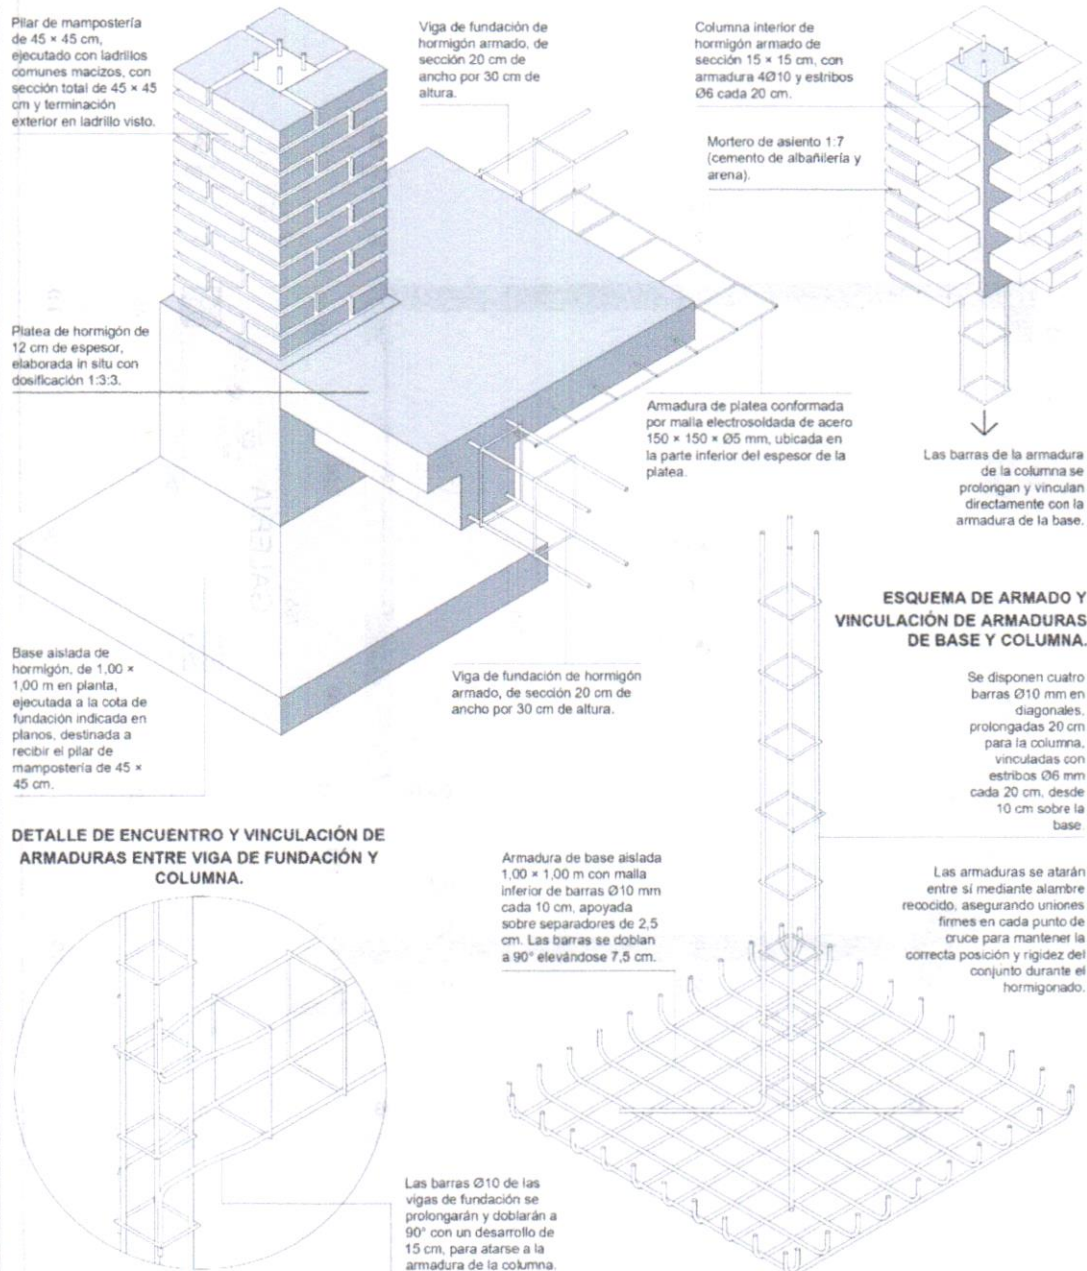 Pilar de mampostería
de 45 × 45 cm,
ejecutado con ladrillos
comunes macizos, con
sección total de 45 × 45
cm y terminación
exterior en ladrillo visto.
Viga de fundación de
hormigón armado, de
sección 20 cm de
ancho por 30 cm de
altura.
Columna interior de
hormigón armado de
sección 15 × 15 cm, con
armadura 4Ø10 y estribos
Ø6 cada 20 cm.
Mortero de asiento 1:7
(cemento de albañilería y
arena).
Platea de hormigón de
12 cm de espesor,
elaborada in situ con
dosificación 1:3:3.
Armadura de platea conformada
por malla electrosoldada de acero
150 × 150 × Ø5 mm, ubicada en
la parte inferior del espesor de la
platea.
Las barras de la armadura
de la columna se
prolongan y vinculan
directamente con la
armadura de la base.
Base aislada de
hormigón, de 1,00 ×
1,00 m en planta,
ejecutada a la cota de
fundación indicada en
planos, destinada a
recibir el pilar de
mampostería de 45 ×
45 cm.
Viga de fundación de hormigón
armado, de sección 20 cm de
ancho por 30 cm de altura.
ESQUEMA DE ARMADO Y
VINCULACIÓN DE ARMADURAS
DE BASE Y COLUMNA.
Se disponen cuatro
barras Ø10 mm en
diagonales,
prolongadas 20 cm
para la columna,
vinculadas con
estribos Ø6 mm
cada 20 cm, desde
10 cm sobre la
base.
Las armaduras se atarán
entre sí mediante alambre
recocido, asegurando uniones
firmes en cada punto de
cruce para mantener la
correcta posición y rigidez del
conjunto durante el
hormigonado.
DETALLE DE ENCUENTRO Y VINCULACIÓN DE
ARMADURAS ENTRE VIGA DE FUNDACIÓN Y
COLUMNA.
Armadura de base aislada
1,00 × 1,00 m con malla
inferior de barras Ø10 mm
cada 10 cm, apoyada
sobre separadores de 2,5
cm. Las barras se doblan
a 90° elevándose 7,5 cm.
Las barras Ø10 de las
vigas de fundación se
prolongarán y doblarán a
90° con un desarrollo de
15 cm, para atarse a la
armadura de la columna.